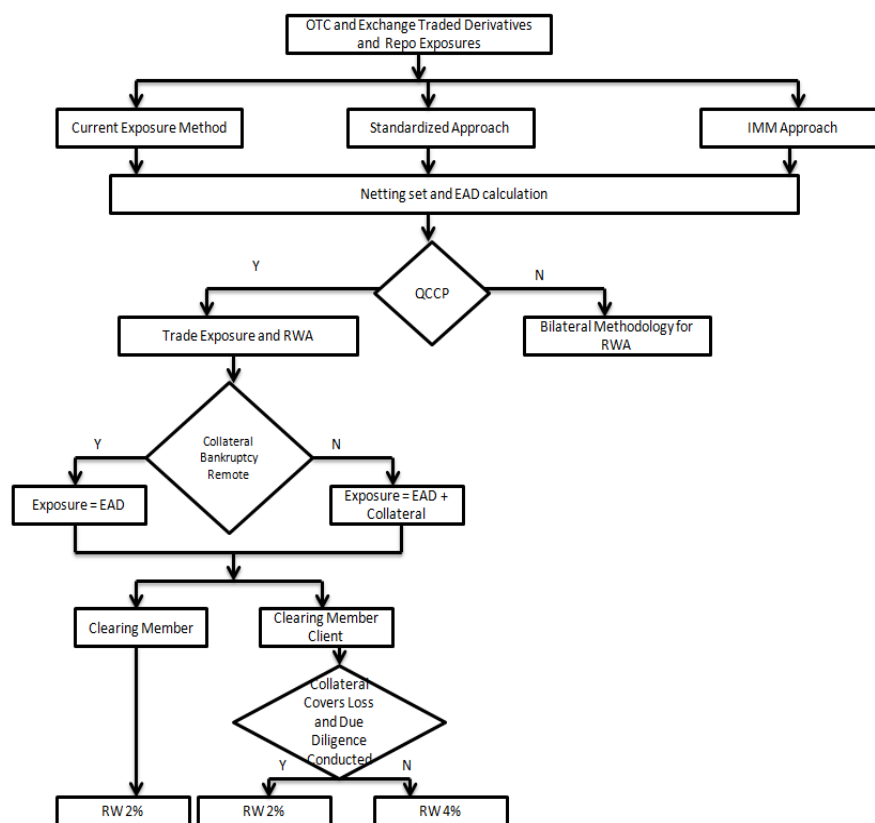 OTC and Exchange Traded Derivatives
and Repo Exposures
Current Exposure Method
Standardized Approach
IMM Approach
Netting set and EAD calculation
Y
N
QCCP
Trade Exposure and RWA
Bilateral Methodology for
RWA
Y
N
Collateral
Bankruptcy
Remote
Exposure = EAD
Exposure = EAD +
Collateral
Clearing Member
Clearing Member
Client
Collateral
Covers Loss
and Due
Diligence
Conducted
Y
N
RW 2%
RW 2%
RW 4%